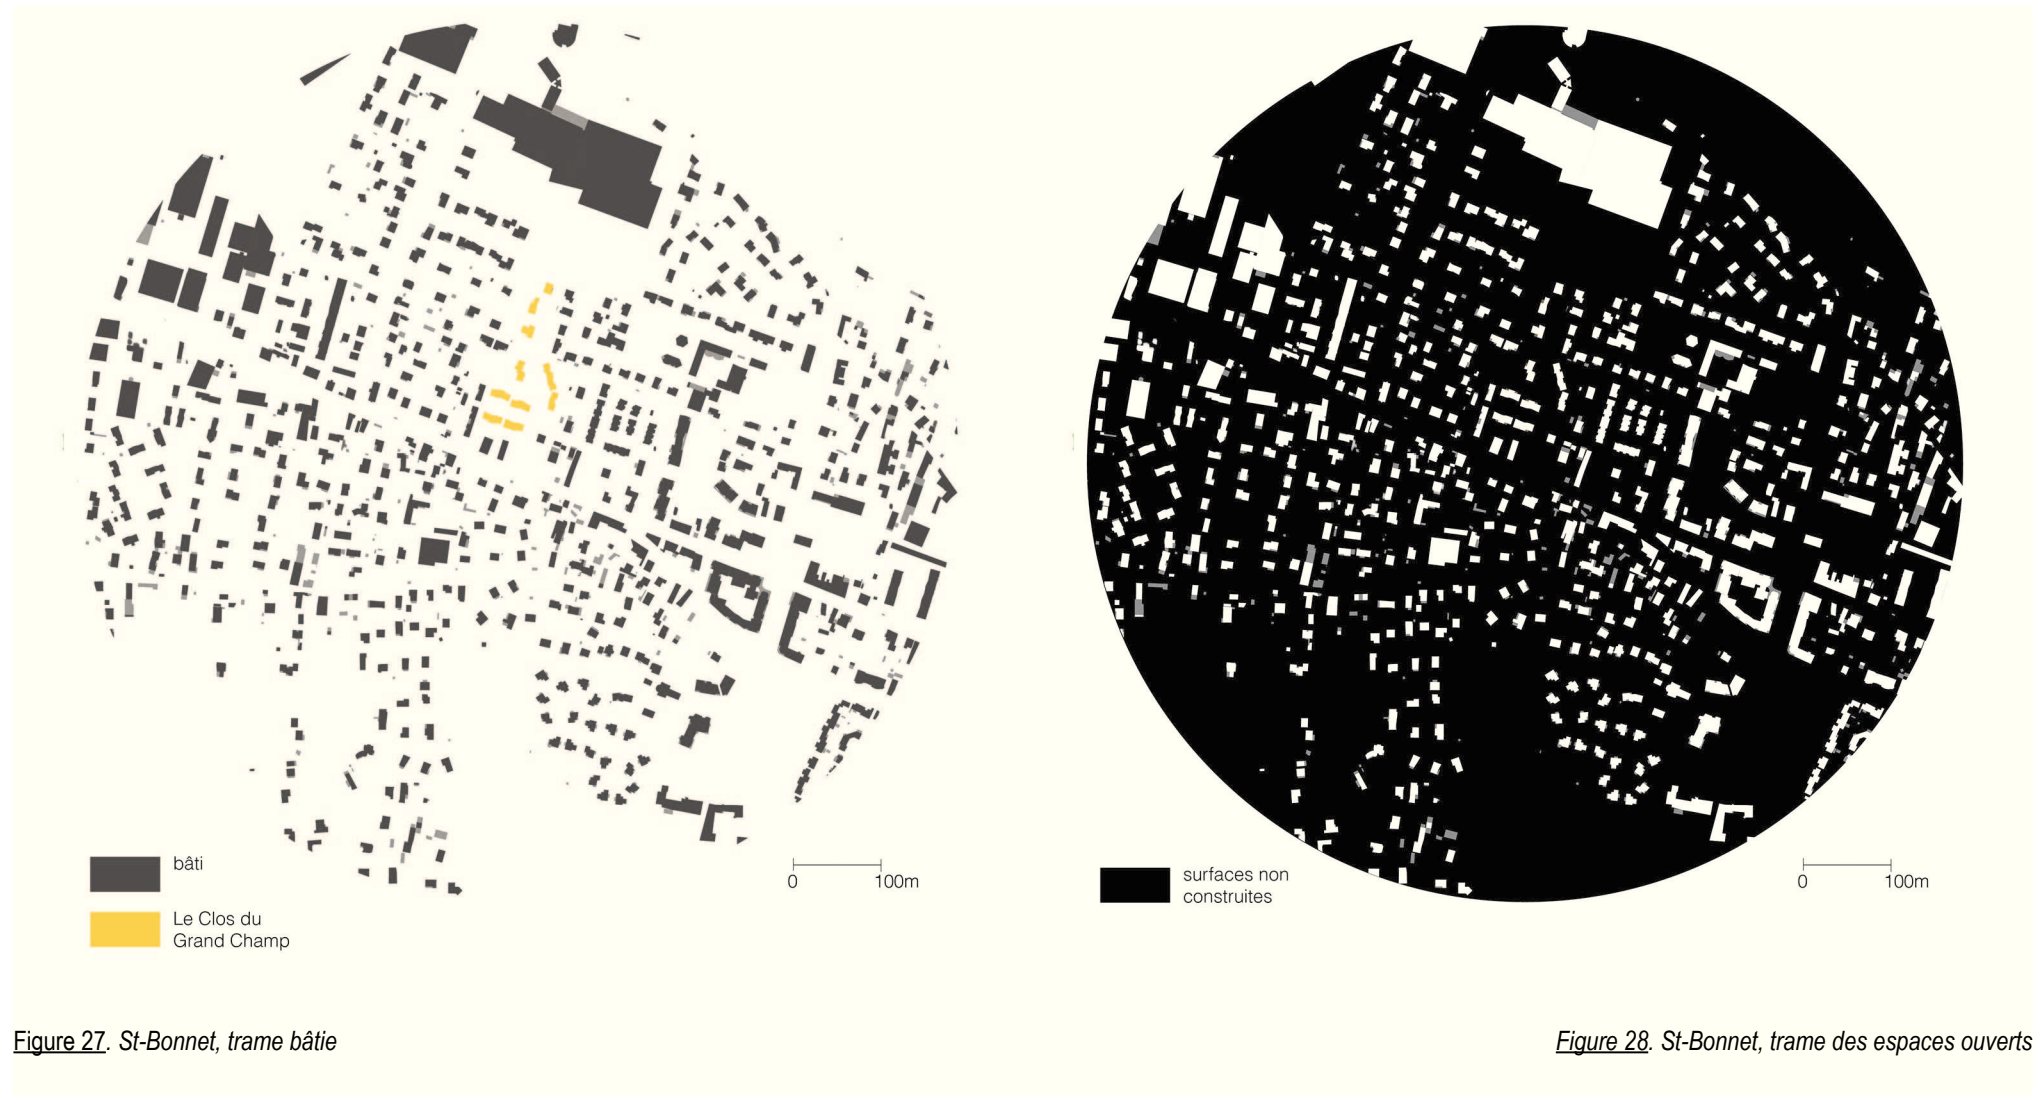 bâti
Le Clos du
Grand Champ
0 100m
surfaces non
construites
0 100m
Figure 27. St-Bonnet, trame bâtie
Figure 28. St-Bonnet, trame des espaces ouverts